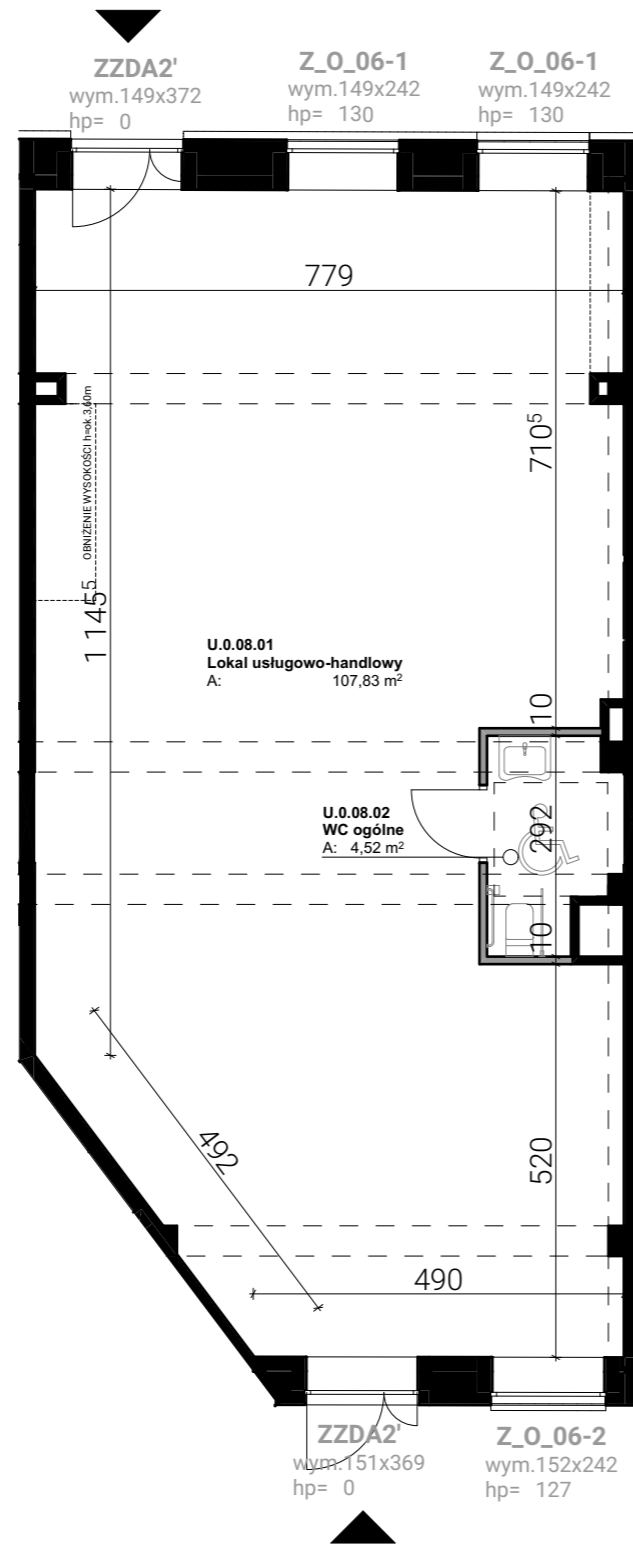 ZZDA2'
wym.149x372
hp= 0
Z_O_06-1
wym.149x242
hp= 130
Z_O_06-1
wym.149x242
hp= 130
779
OBNIŻENIE WYSOKOŚCI h=ok.3,60m
710⁵
1 145⁵
U.0.08.01
Lokal usługowo-handlowy
A: 107,83 m²
10
U.0.08.02
WC ogólne
A: 4,52 m²
292
10
492
520
490
ZZDA2'
wym.151x369
hp= 0
Z_O_06-2
wym.152x242
hp= 127